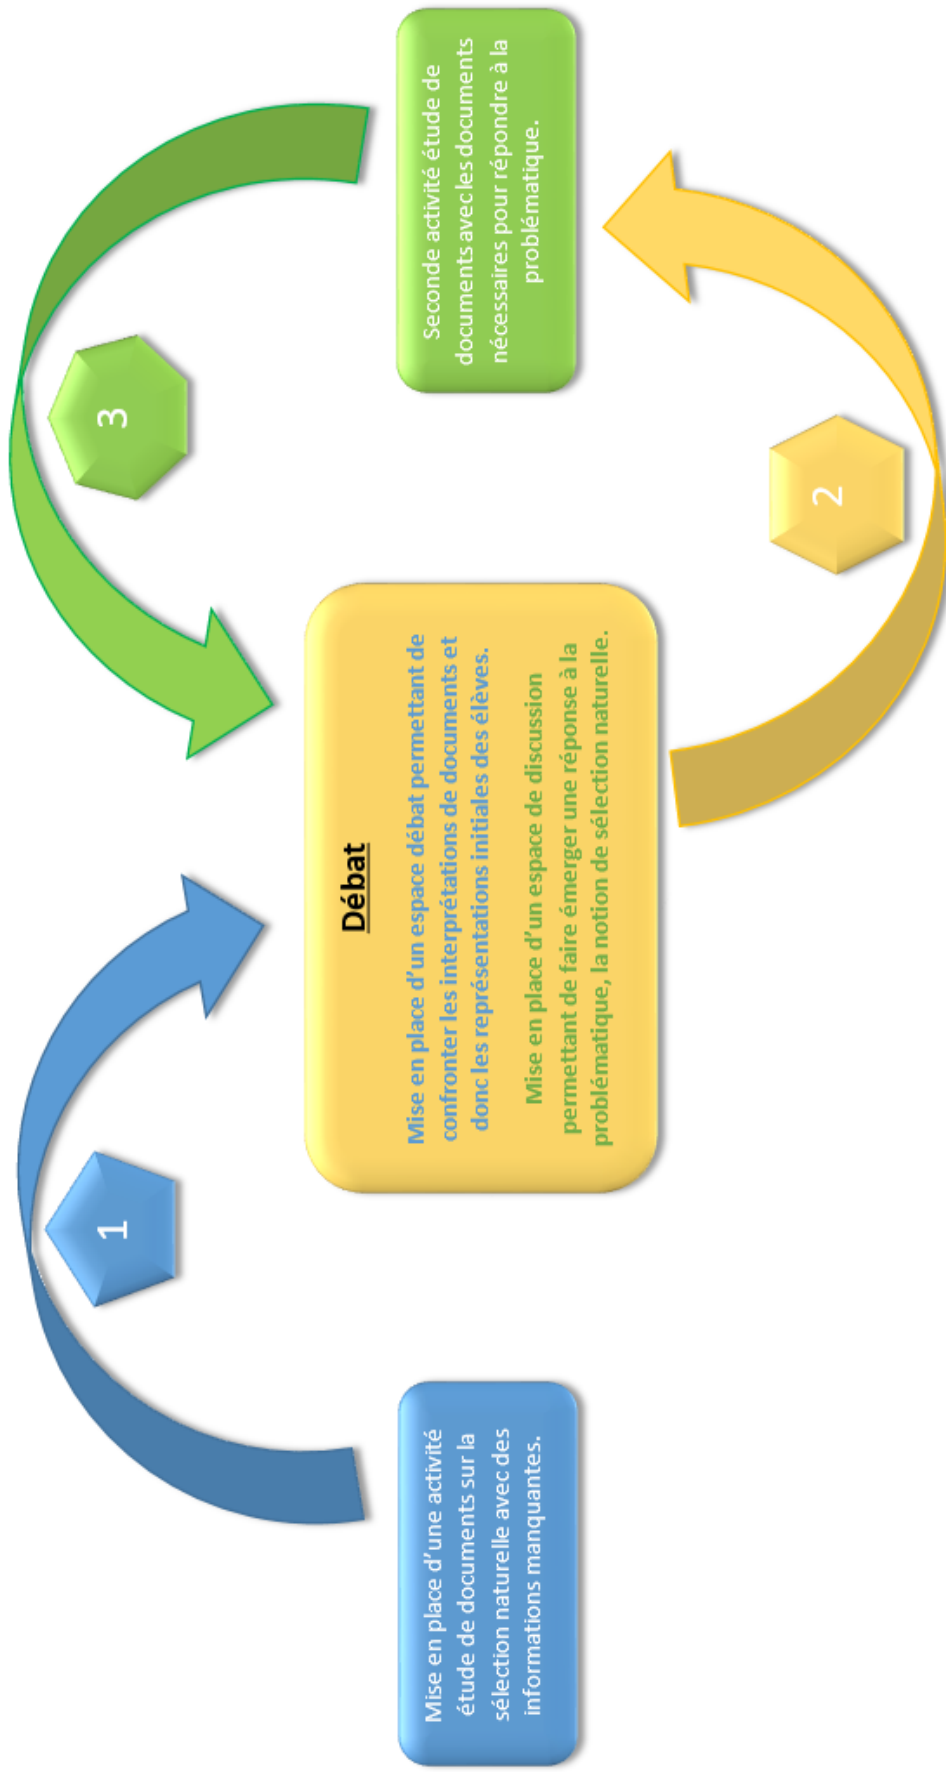 Mise en place d'une activité
étude de documents sur la
sélection naturelle avec des
informations manquantes.
1
Débat
Mise en place d'un espace débat permettant de
confronter les interprétations de documents et
donc les représentations initiales des élèves.
Mise en place d'un espace de discussion
permettant de faire émerger une réponse à la
problématique, la notion de sélection naturelle.
2
Seconde activité étude de
documents avec les documents
nécessaires pour répondre à la
problématique.
3